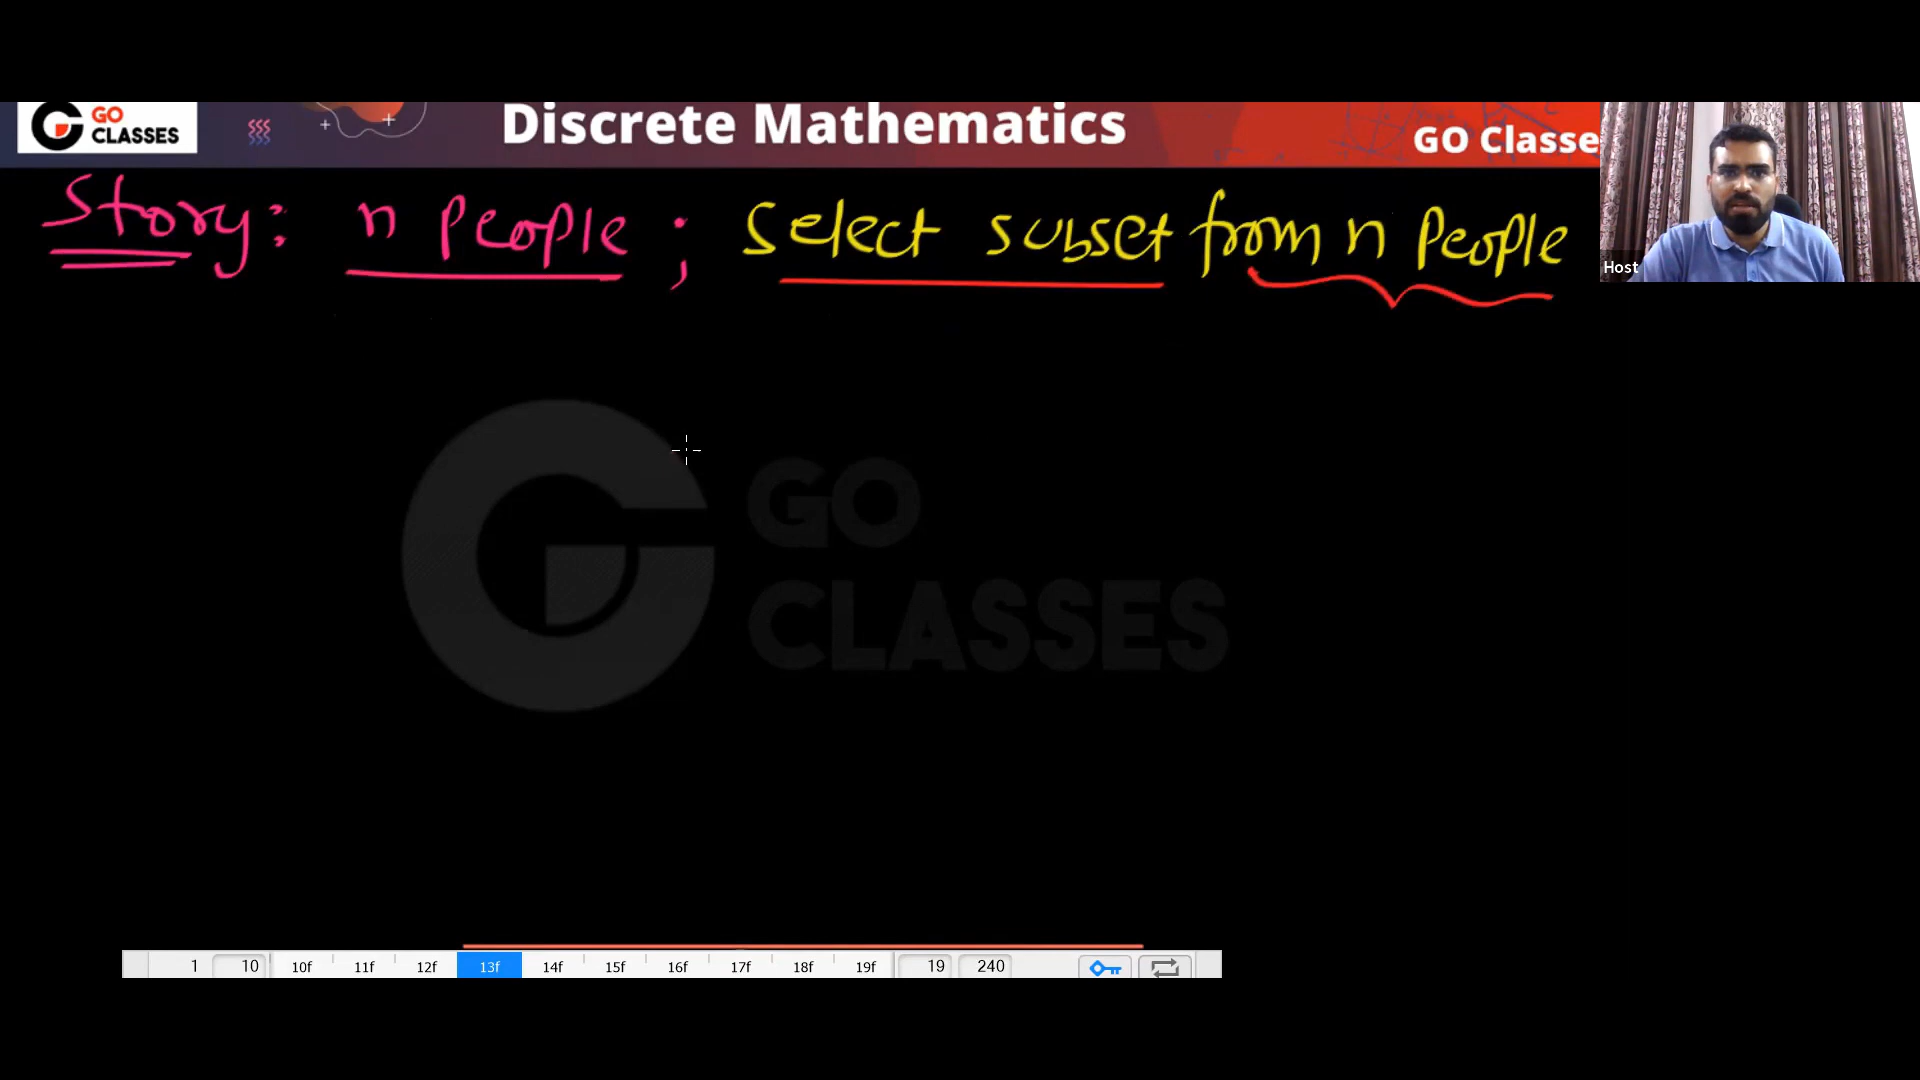 GO
CLASSES
Discrete Mathematics
GO Classe
Story: n People ; Select subset from n People
Host
GO
CLASSES
1 10 10f 11f 12f 13f 14f 15f 16f 17f 18f 19f 19 240